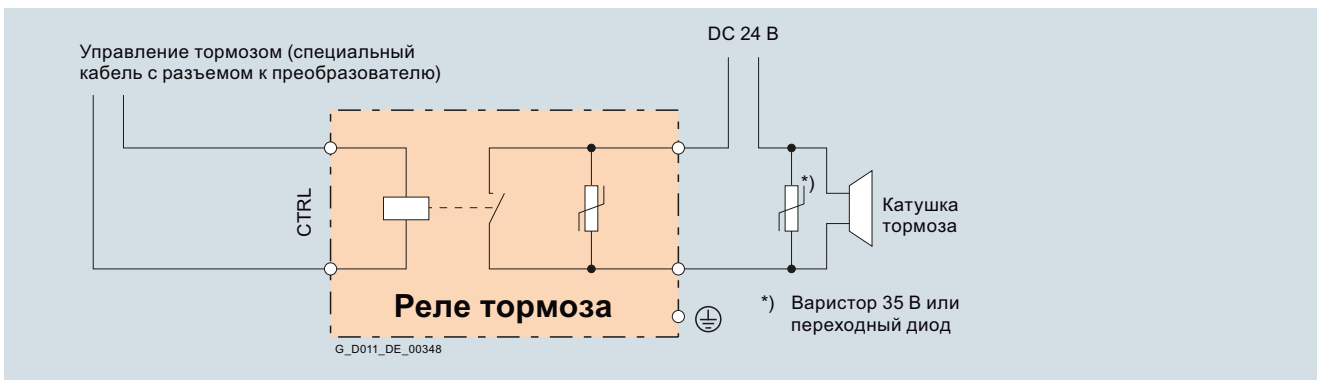 DC 24 В
Управление тормозом (специальный
кабель с разъемом к преобразователю)
CTRL
*)
Катушка
тормоза
Реле тормоза
*) Варистор 35 В или
переходный диод
G_D011_DE_00348